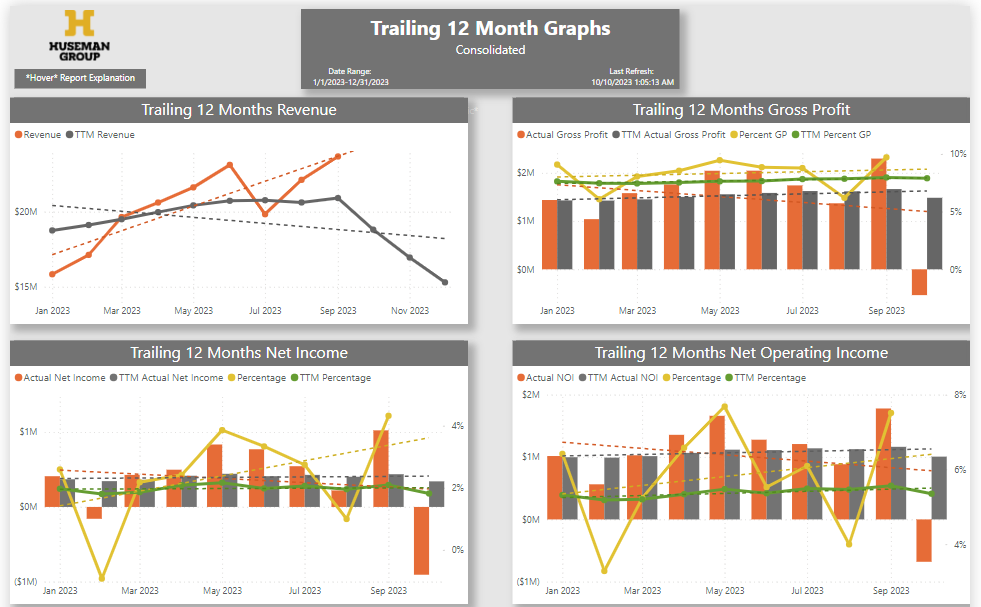 HUSEMAN
GROUP
*Hover* Report Explanation
Trailing 12 Month Graphs
Consolidated
Date Range:
1/1/2023-12/31/2023
Last Refresh:
10/10/2023 1:05:13 AM
Trailing 12 Months Revenue
Revenue TTM Revenue
$20M
$15M
Jan 2023 Mar 2023 May 2023 Jul 2023 Sep 2023 Nov 2023
Trailing 12 Months Gross Profit
Actual Gross Profit TTM Actual Gross Profit Percent GP TTM Percent GP
10%
$2M
5%
$1M
$0M 0%
Jan 2023 Mar 2023 May 2023 Jul 2023 Sep 2023
Trailing 12 Months Net Income
Actual Net Income TTM Actual Net Income Percentage TTM Percentage
4%
$1M
2%
$0M
0%
($1M)
Jan 2023 Mar 2023 May 2023 Jul 2023 Sep 2023
Trailing 12 Months Net Operating Income
Actual NOI TTM Actual NOI Percentage TTM Percentage
$2M 8%
$1M
6%
$0M
4%
($1M)
Jan 2023 Mar 2023 May 2023 Jul 2023 Sep 2023